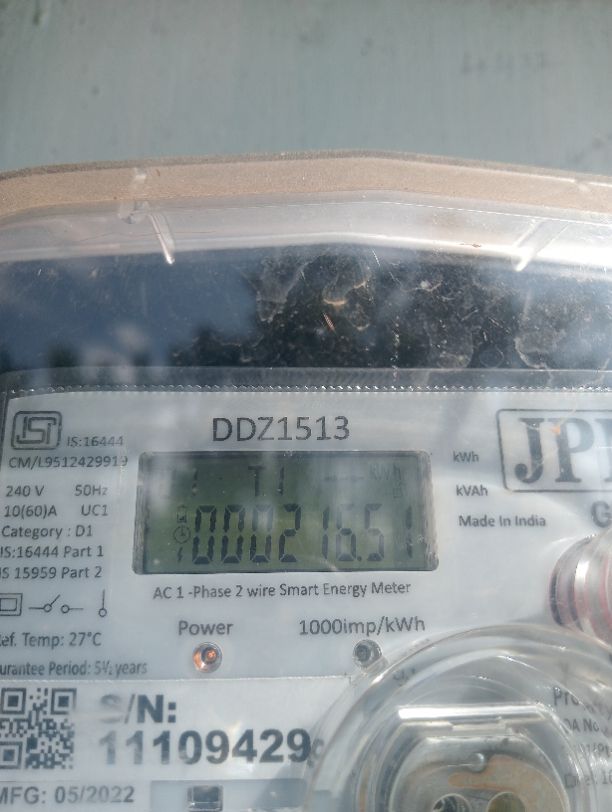 DDZ1513
IS:16444
CM/L9512429919
240 V 50Hz
10(60)A UC1
Category : D1
IS:16444 Part 1
IS 15959 Part 2
Ref. Temp: 27°C
Guarantee Period: 5½ years
T1 kWh
000216.51
kWh
kVAh
Made In India
AC 1 -Phase 2 wire Smart Energy Meter
Power 1000imp/kWh
S/N:
11109429
MFG: 05/2022